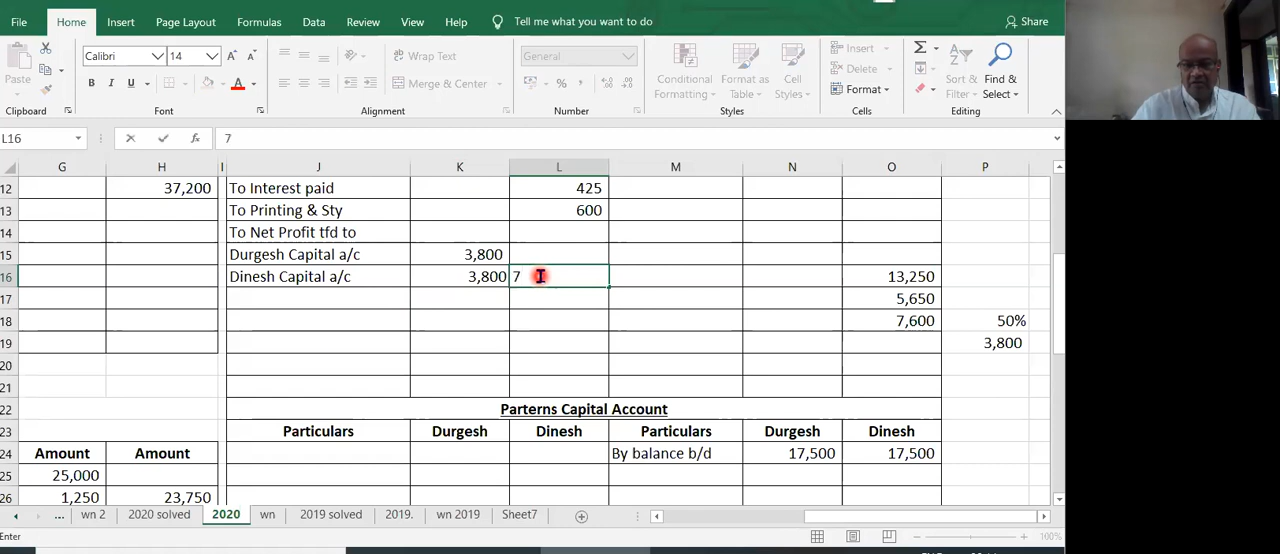 File Home Insert Page Layout Formulas Data Review View Help Tell me what you want to do Share
Calibri 14 A A Wrap Text General Insert
Paste B I U A Merge & Center % Conditional Formatting Format as Table Cell Styles Delete Format Sort & Filter Find & Select
Clipboard Font Alignment Number Styles Cells Editing
L16 fx 7
G H I J K L M N O P
12 37,200 To Interest paid 425
13 To Printing & Sty 600
14 To Net Profit tfd to
15 Durgesh Capital a/c 3,800
16 Dinesh Capital a/c 3,800 7 13,250
17 5,650
18 7,600 50%
19 3,800
20
21
22 Parterns Capital Account
23 Particulars Durgesh Dinesh Particulars Durgesh Dinesh
24 Amount Amount By balance b/d 17,500 17,500
25 25,000
26 1,250 23,750
... wn 2 2020 solved 2020 wn 2019 solved 2019. wn 2019 Sheet7
Enter 100%